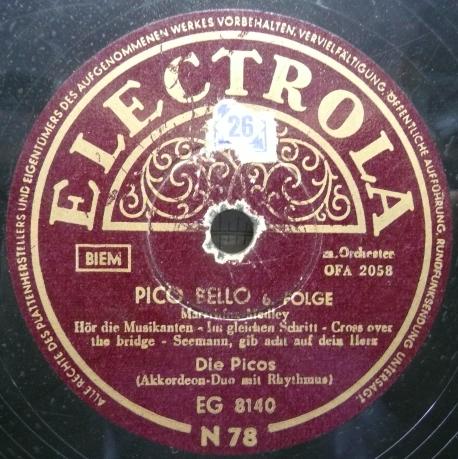 ALLE RECHTE DES PLATTENHERSTELLERS UND EIGENTÜMERS DES AUFGENOMMENEN WERKES VORBEHALTEN. VERVIELFÄLTIGUNG, ÖFFENTLICHE AUFFÜHRUNG, RUNDFUNKSENDUNG UNTERSAGT.
ELECTROLA
26
BIEM
m. Orchester
OFA 2058
PICO BELLO 6. FOLGE
Medley
Hör die Musikanten - Im gleichen Schritt - Cross over
the bridge - Seemann, gib acht auf dein Herz
Die Picos
(Akkordeon-Duo mit Rhythmus)
EG 8140
N 78